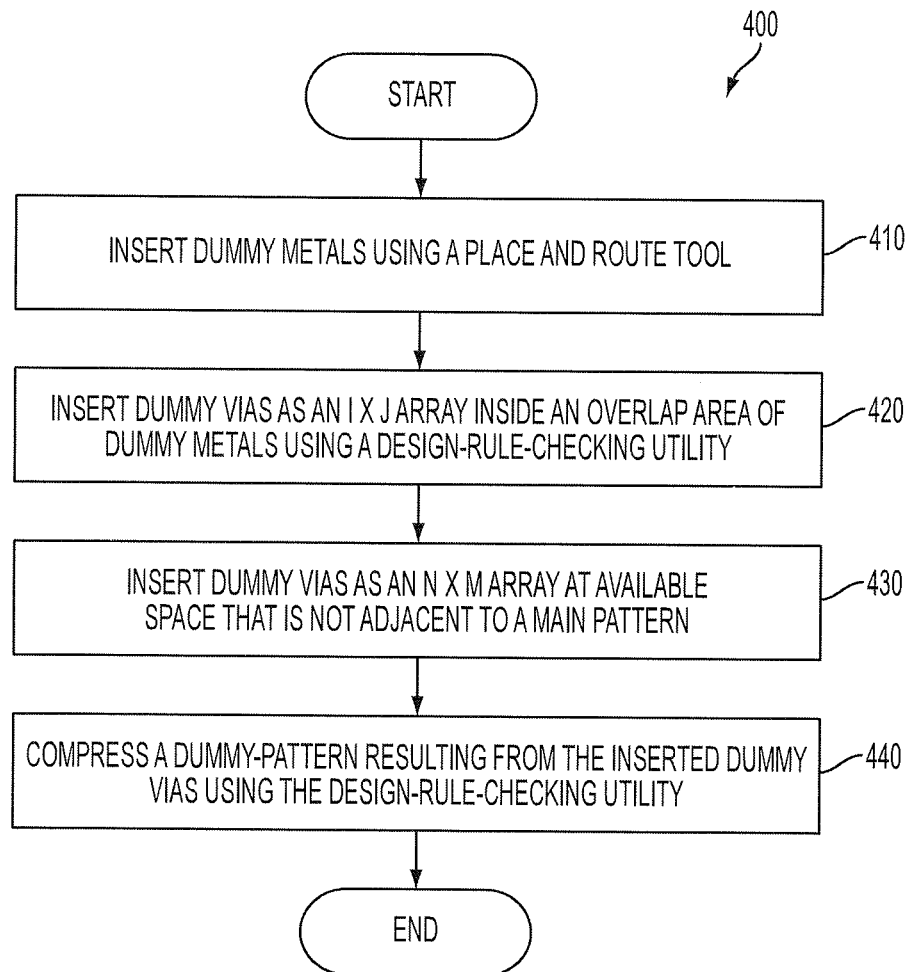 400
START
INSERT DUMMY METALS USING A PLACE AND ROUTE TOOL
410
INSERT DUMMY VIAS AS AN I X J ARRAY INSIDE AN OVERLAP AREA OF
DUMMY METALS USING A DESIGN-RULE-CHECKING UTILITY
420
INSERT DUMMY VIAS AS AN N X M ARRAY AT AVAILABLE
SPACE THAT IS NOT ADJACENT TO A MAIN PATTERN
430
COMPRESS A DUMMY-PATTERN RESULTING FROM THE INSERTED DUMMY
VIAS USING THE DESIGN-RULE-CHECKING UTILITY
440
END